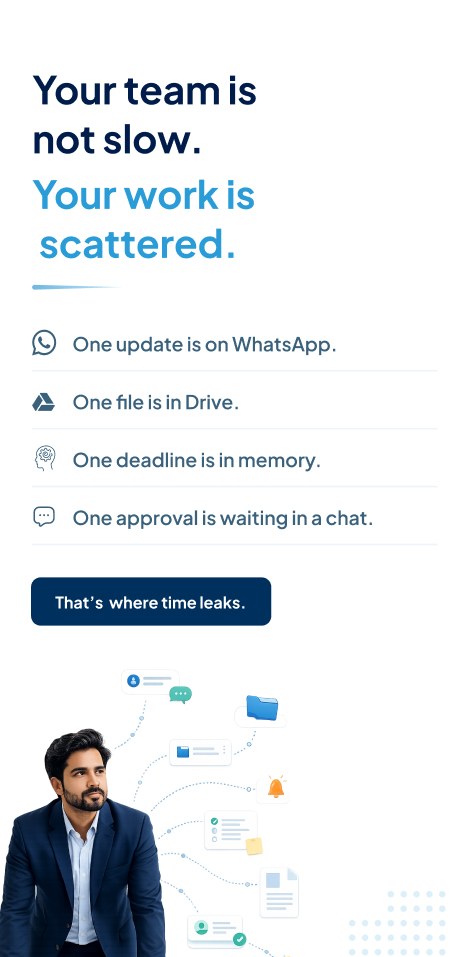 Your team is
not slow.
Your work is
scattered.
One update is on WhatsApp.
One file is in Drive.
One deadline is in memory.
One approval is waiting in a chat.
That's where time leaks.